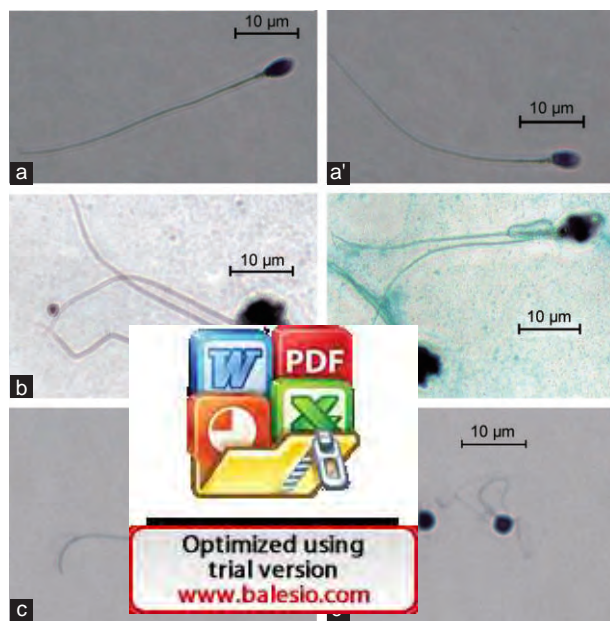 10 µm
10 µm
a
a'
10 µm
10 µm
b
W
PDF
X
10 µm
Optimized using
trial version
www.balesio.com
c